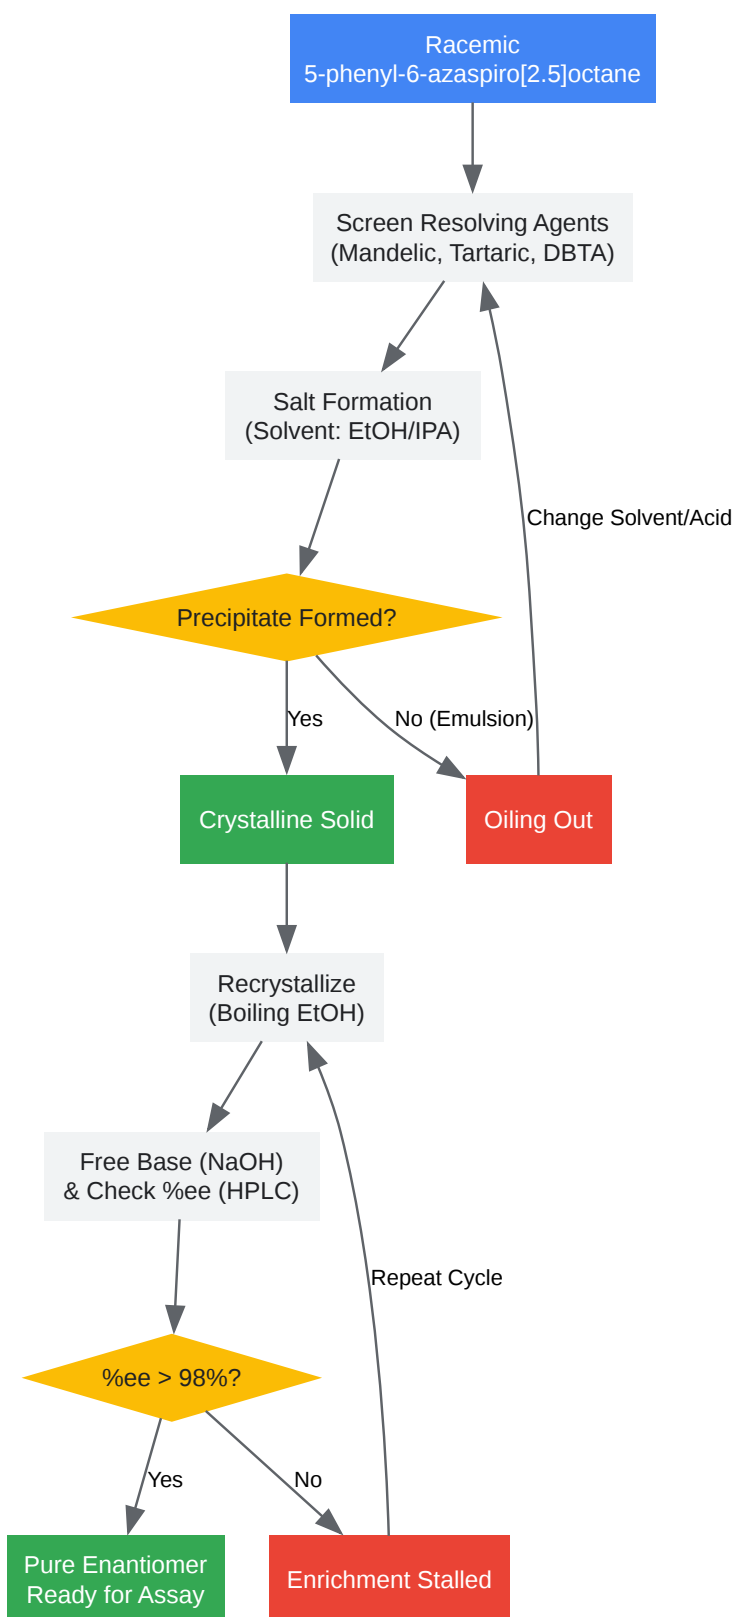 Racemic
5-phenyl-6-azaspiro[2.5]octane
Screen Resolving Agents
(Mandelic, Tartaric, DBTA)
Salt Formation
(Solvent: EtOH/IPA)
Change Solvent/Acid
Precipitate Formed?
Yes
No (Emulsion)
Crystalline Solid
Oiling Out
Recrystallize
(Boiling EtOH)
Free Base (NaOH)
& Check %ee (HPLC)
Repeat Cycle
%ee > 98%?
Yes
No
Pure Enantiomer
Ready for Assay
Enrichment Stalled